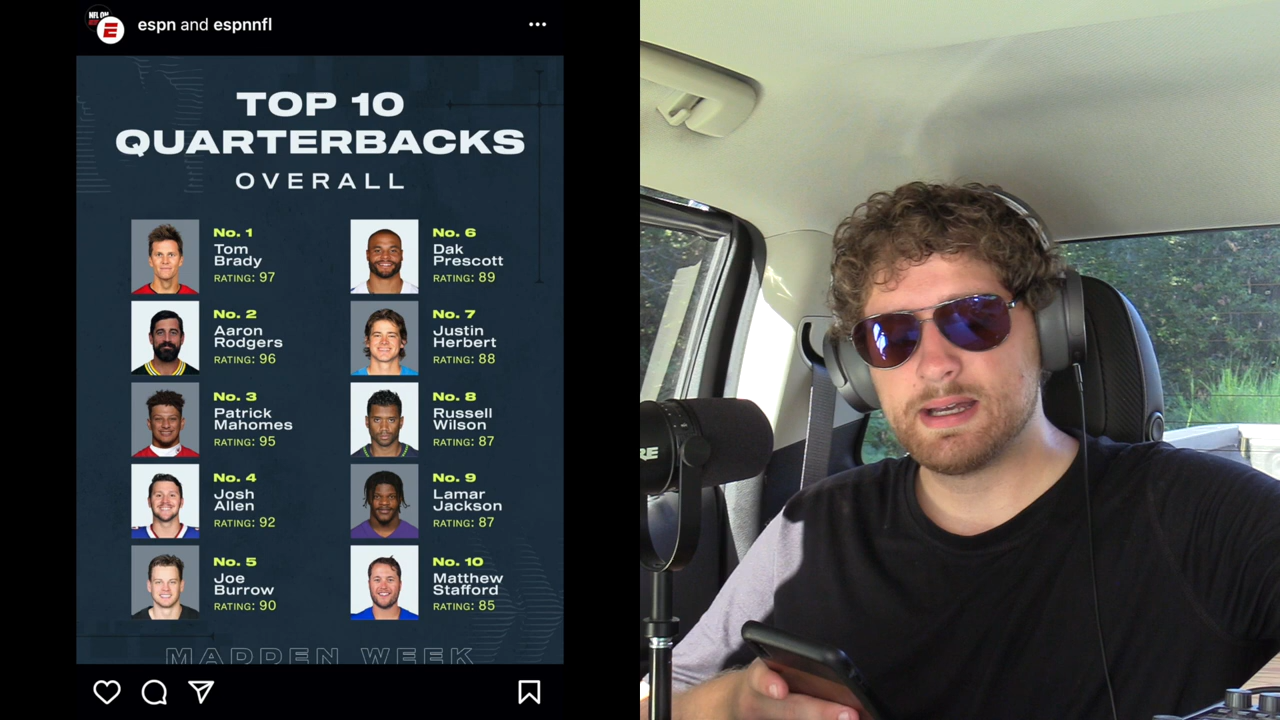 espn and espnnfl
TOP 10
QUARTERBACKS
OVERALL
No. 1
Tom
Brady
RATING: 97
No. 2
Aaron
Rodgers
RATING: 96
No. 3
Patrick
Mahomes
RATING: 95
No. 4
Josh
Allen
RATING: 92
No. 5
Joe
Burrow
RATING: 90
No. 6
Dak
Prescott
RATING: 89
No. 7
Justin
Herbert
RATING: 88
No. 8
Russell
Wilson
RATING: 87
No. 9
Lamar
Jackson
RATING: 87
No. 10
Matthew
Stafford
RATING: 85
MADDEN WEEK